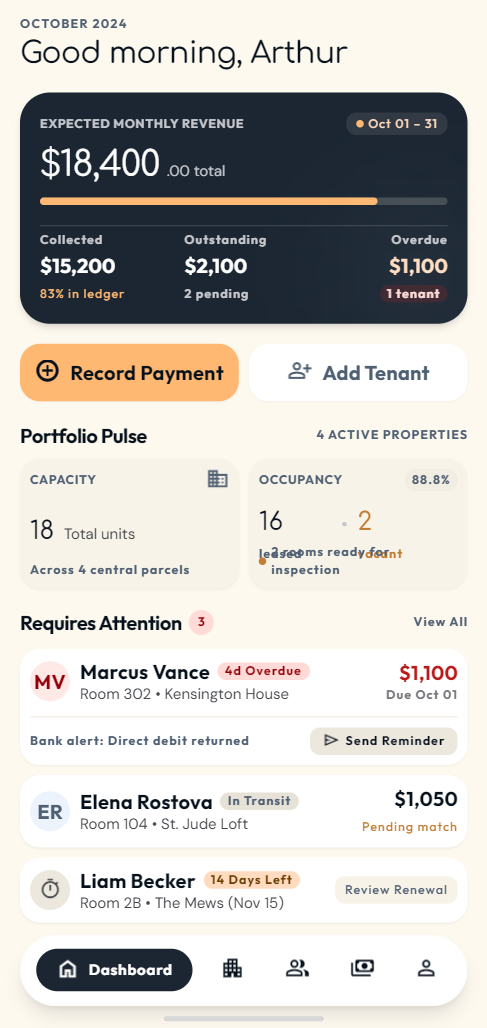 OCTOBER 2024
Good morning, Arthur
EXPECTED MONTHLY REVENUE
Oct 01 – 31
$18,400 .00 total
Collected Outstanding Overdue
$15,200 $2,100 $1,100
83% in ledger 2 pending 1 tenant
Record Payment
Add Tenant
Portfolio Pulse
4 ACTIVE PROPERTIES
CAPACITY
18 Total units
Across 4 central parcels
OCCUPANCY
88.8%
16 • 2
leased vacant
2 rooms ready for
inspection
Requires Attention 3
View All
MV
Marcus Vance 4d Overdue
$1,100
Room 302 • Kensington House
Due Oct 01
Bank alert: Direct debit returned
Send Reminder
ER
Elena Rostova In Transit
$1,050
Room 104 • St. Jude Loft
Pending match
Liam Becker 14 Days Left
Room 2B • The Mews (Nov 15)
Review Renewal
Dashboard